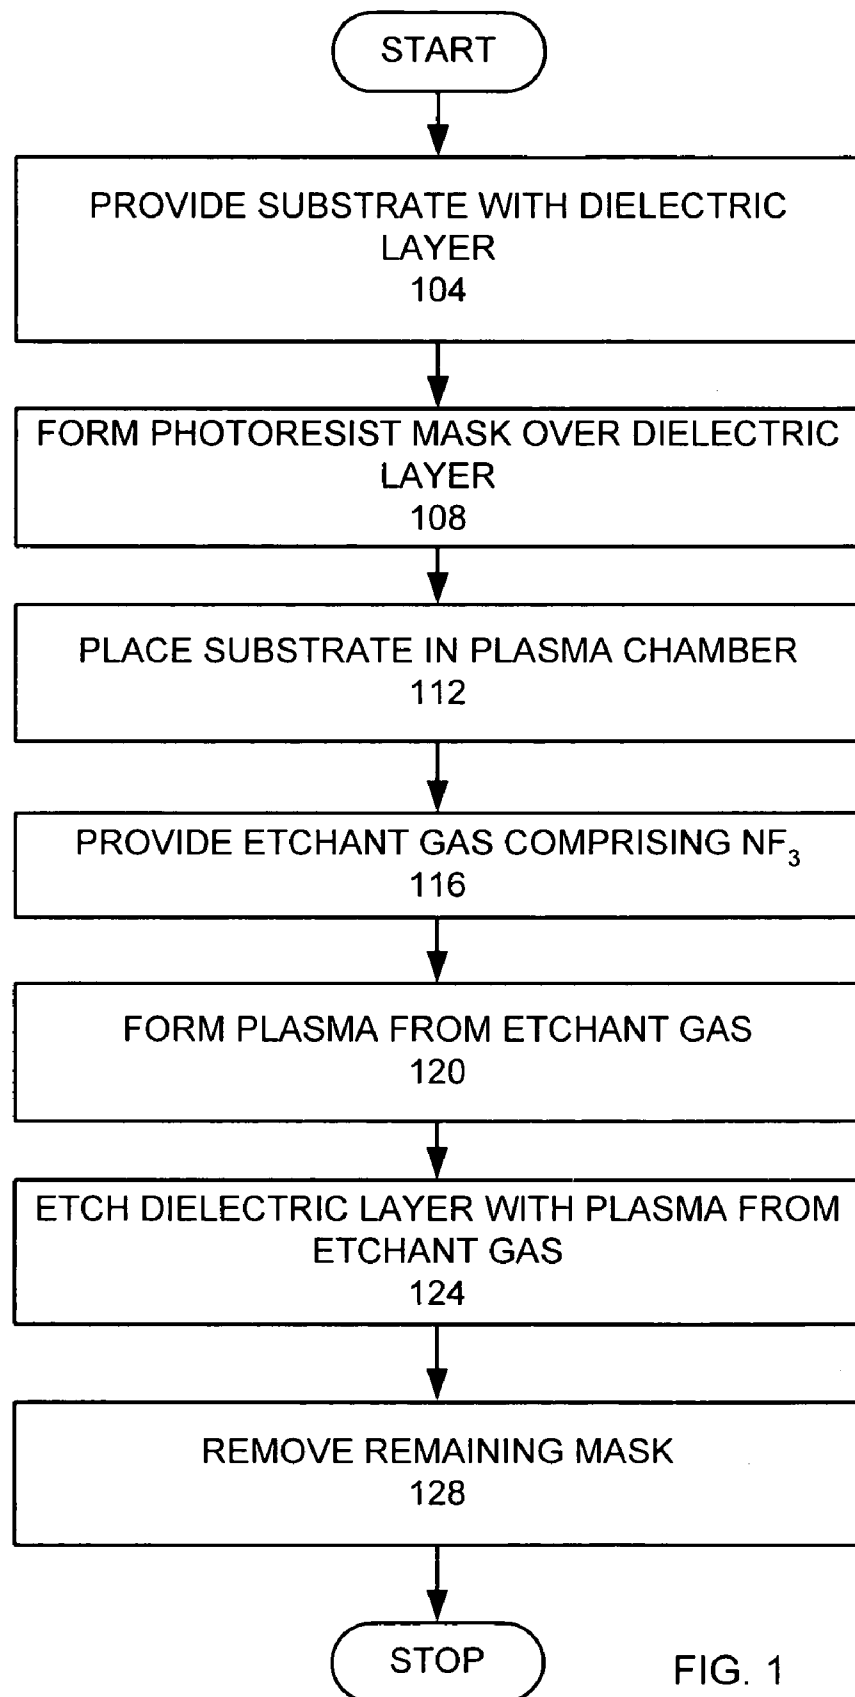 START
PROVIDE SUBSTRATE WITH DIELECTRIC
LAYER
104
FORM PHOTORESIST MASK OVER DIELECTRIC
LAYER
108
PLACE SUBSTRATE IN PLASMA CHAMBER
112
PROVIDE ETCHANT GAS COMPRISING NF₃
116
FORM PLASMA FROM ETCHANT GAS
120
ETCH DIELECTRIC LAYER WITH PLASMA FROM
ETCHANT GAS
124
REMOVE REMAINING MASK
128
STOP
FIG. 1